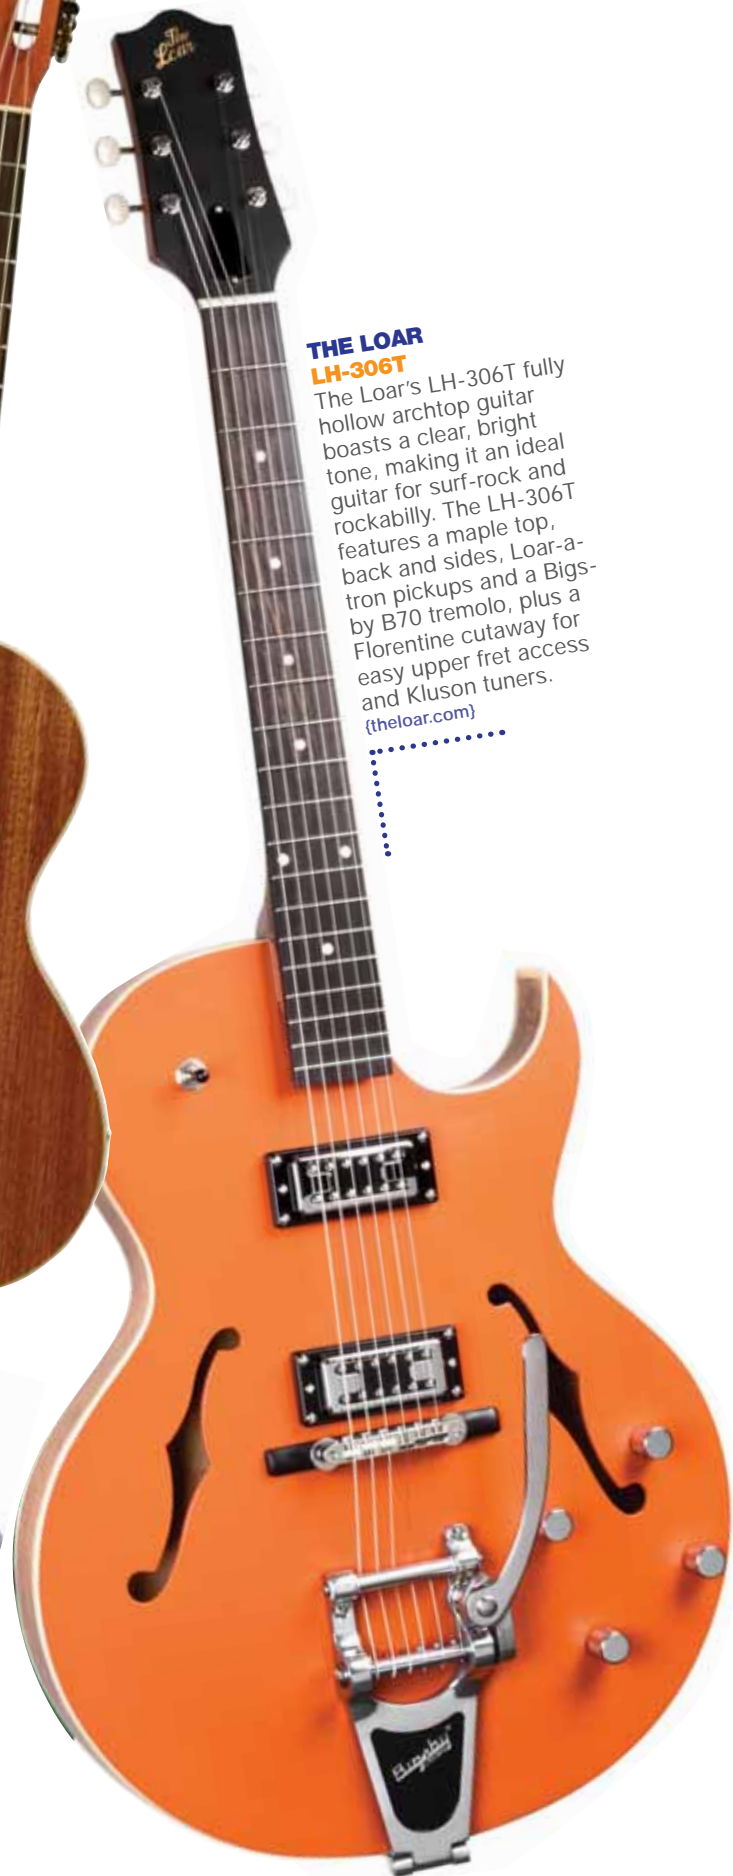 The
Loar
THE LOAR
LH-306T
The Loar's LH-306T fully
hollow archtop guitar
boasts a clear, bright
tone, making it an ideal
guitar for surf-rock and
rockabilly. The LH-306T
features a maple top,
back and sides, Loar-a-
tron pickups and a Bigs-
by B70 tremolo, plus a
Florentine cutaway for
easy upper fret access
and Kluson tuners.
{theloar.com}
Bigsby